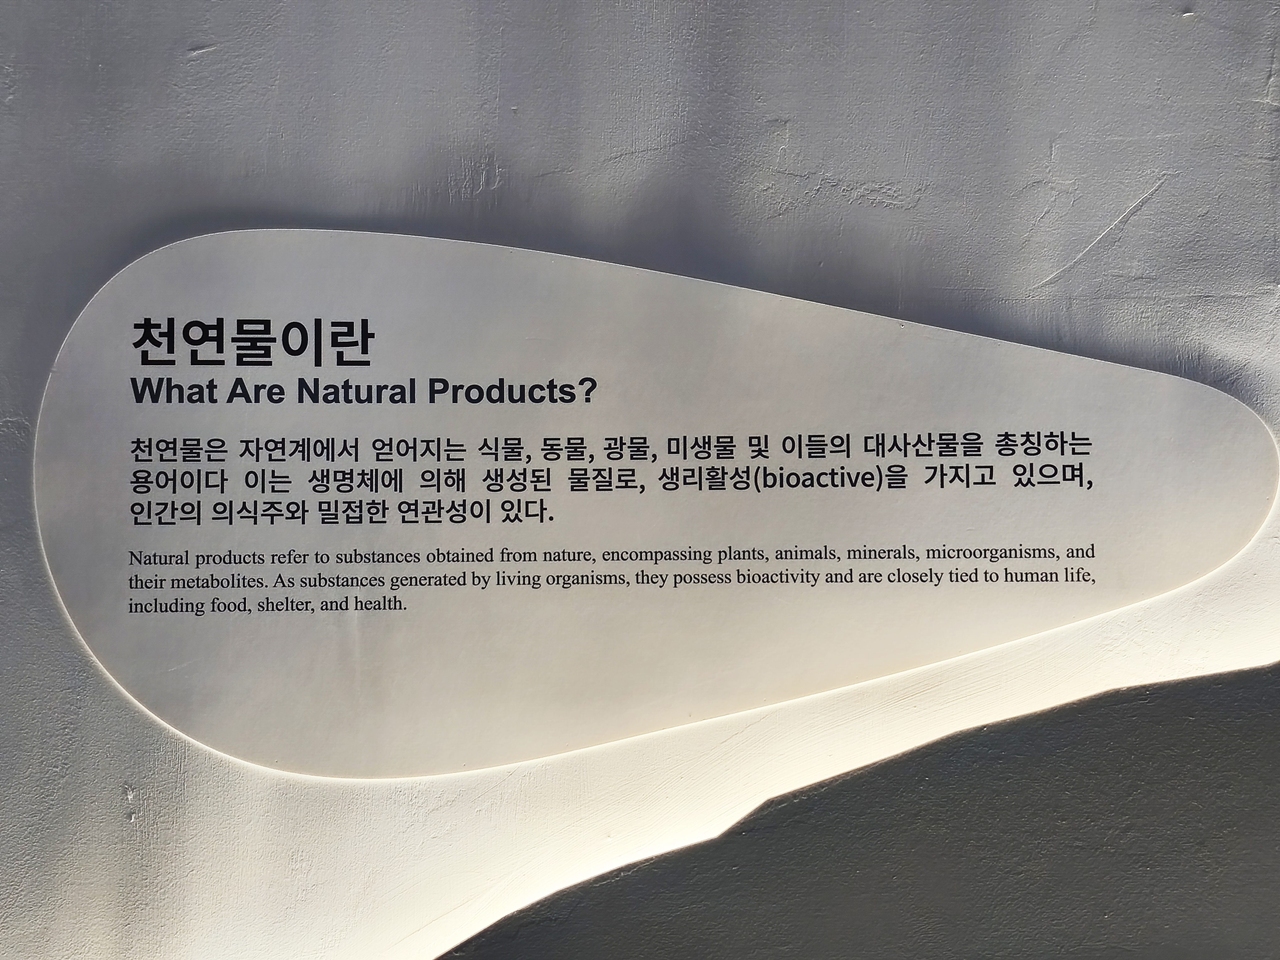 천연물이란
What Are Natural Products?
천연물은 자연계에서 얻어지는 식물, 동물, 광물, 미생물 및 이들의 대사산물을 총칭하는
용어이다 이는 생명체에 의해 생성된 물질로, 생리활성(bioactive)을 가지고 있으며,
인간의 의식주와 밀접한 연관성이 있다.
Natural products refer to substances obtained from nature, encompassing plants, animals, minerals, microorganisms, and
their metabolites. As substances generated by living organisms, they possess bioactivity and are closely tied to human life,
including food, shelter, and health.